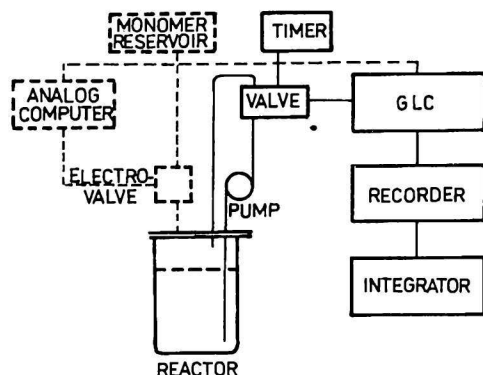 MONOMER
RESERVOIR
TIMER
ANALOG
COMPUTER
VALVE
GLC
ELECTRO-
VALVE
PUMP
RECORDER
INTEGRATOR
REACTOR